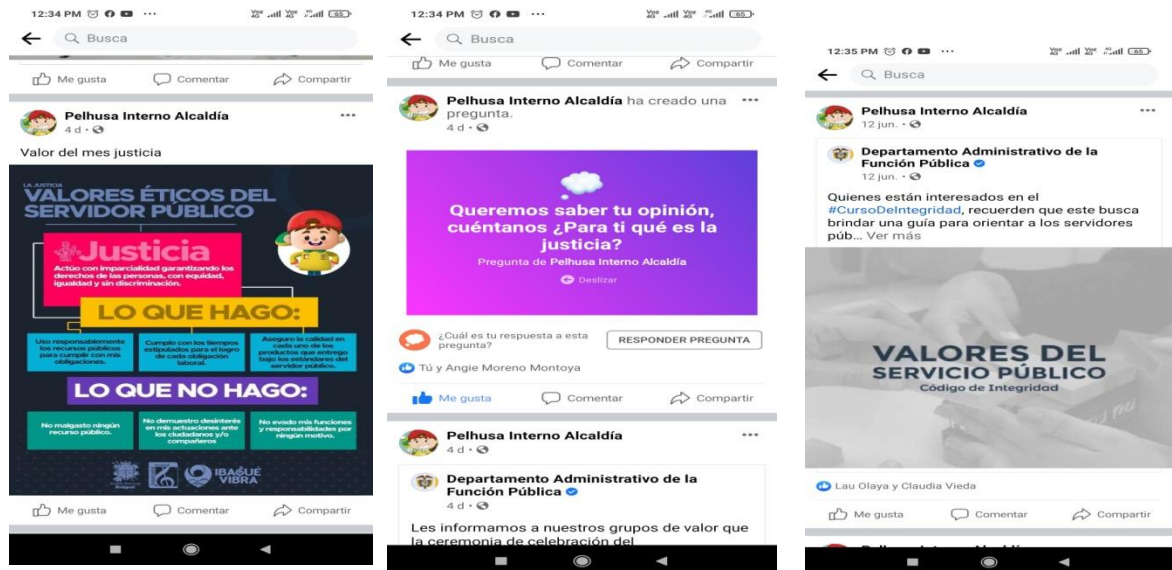 12:34 PM
Busca
Me gusta Comentar Compartir
Pelhusa Interno Alcaldía
4 d
Valor del mes justicia
LA JUSTICIA
VALORES ÉTICOS DEL
SERVIDOR PÚBLICO
Justicia
Actúo con imparcialidad garantizando los
derechos de las personas, con equidad,
igualdad y sin discriminación.
LO QUE HAGO:
Uso responsablemente
los recursos públicos
para cumplir con mis
obligaciones.
Cumplo con los tiempos
estipulados para el logro
de cada obligación
laboral.
Aseguro la calidad en
cada uno de los
productos que entrego
bajo los estándares del
servidor público.
LO QUE NO HAGO:
No malgasto ningún
recurso público.
No demuestro desinterés
en mis actuaciones ante
los ciudadanos y/o
compañeros
No evado mis funciones
y responsabilidades por
ningún motivo.
IBAGUÉ
VIBRA
Me gusta Comentar Compartir
12:34 PM
Busca
Me gusta Comentar Compartir
Pelhusa Interno Alcaldía ha creado una
pregunta.
4 d
Queremos saber tu opinión,
cuéntanos ¿Para ti qué es la
justicia?
Pregunta de Pelhusa Interno Alcaldía
Deslizar
¿Cuál es tu respuesta a esta
pregunta?
RESPONDER PREGUNTA
Tú y Angie Moreno Montoya
Me gusta Comentar Compartir
Pelhusa Interno Alcaldía
4 d
Departamento Administrativo de la
Función Pública
4 d
Les informamos a nuestros grupos de valor que
la ceremonia de celebración del
12:35 PM
Busca
Pelhusa Interno Alcaldía
12 jun.
Departamento Administrativo de la
Función Pública
12 jun.
Quienes están interesados en el
#CursoDeIntegridad, recuerden que este busca
brindar una guía para orientar a los servidores
púb... Ver más
VALORES DEL
SERVICIO PÚBLICO
Código de Integridad
Lau Olaya y Claudia Vieda
Me gusta Comentar Compartir